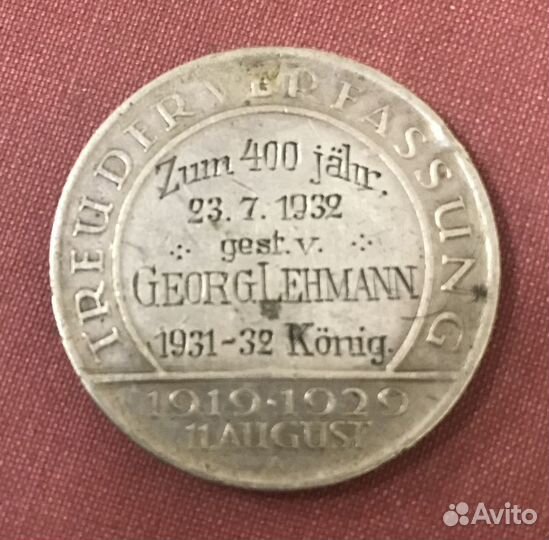 TREU DER VERFASSUNG
Zum 400 jähr.
23.7.1932
gest. v.
GEORG LEHMANN
1931-32 König.
1919·1929
11. AUGUST
A
Avito